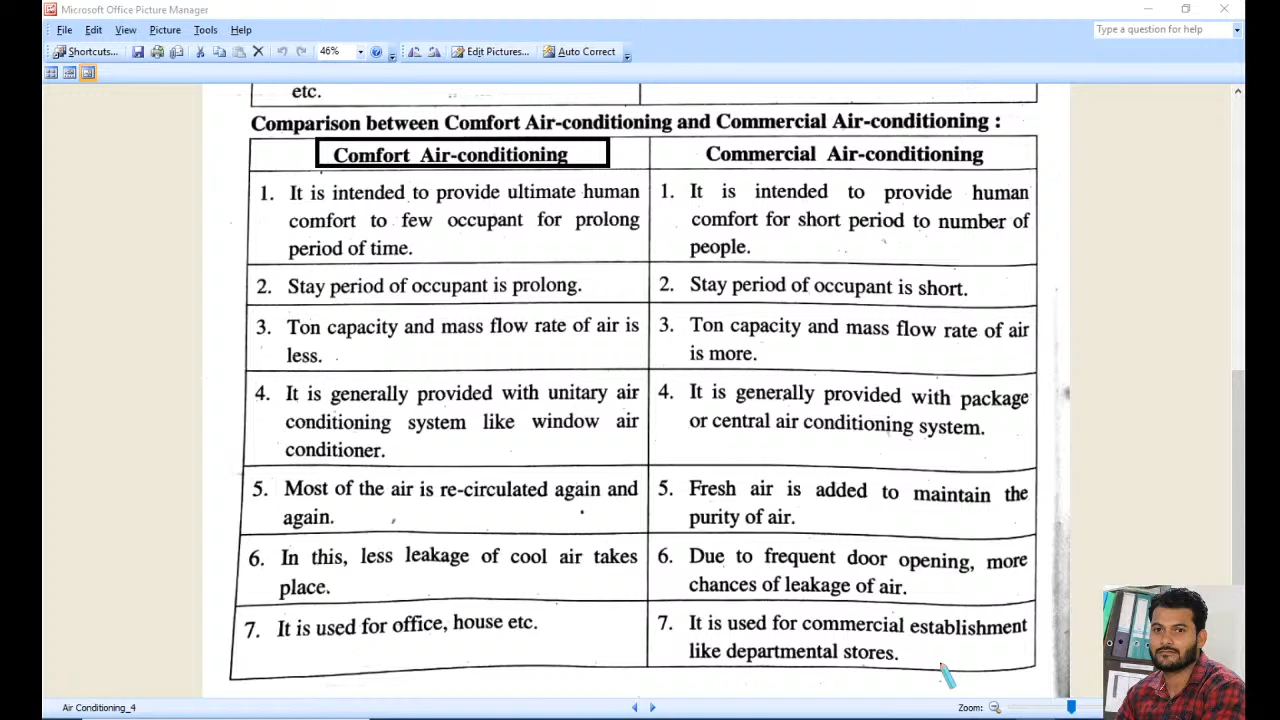 Microsoft Office Picture Manager
File Edit View Picture Tools Help
Type a question for help
Shortcuts...
46%
Edit Pictures...
Auto Correct
etc.
Comparison between Comfort Air-conditioning and Commercial Air-conditioning :
Comfort Air-conditioning
1. It is intended to provide ultimate human
comfort to few occupant for prolong
period of time.
2. Stay period of occupant is prolong.
3. Ton capacity and mass flow rate of air is
less.
4. It is generally provided with unitary air
conditioning system like window air
conditioner.
5. Most of the air is re-circulated again and
again.
6. In this, less leakage of cool air takes
place.
7. It is used for office, house etc.
Commercial Air-conditioning
1. It is intended to provide human
comfort for short period to number of
people.
2. Stay period of occupant is short.
3. Ton capacity and mass flow rate of air
is more.
4. It is generally provided with package
or central air conditioning system.
5. Fresh air is added to maintain the
purity of air.
6. Due to frequent door opening, more
chances of leakage of air.
7. It is used for commercial establishment
like departmental stores.
Air Conditioning_4
Zoom: